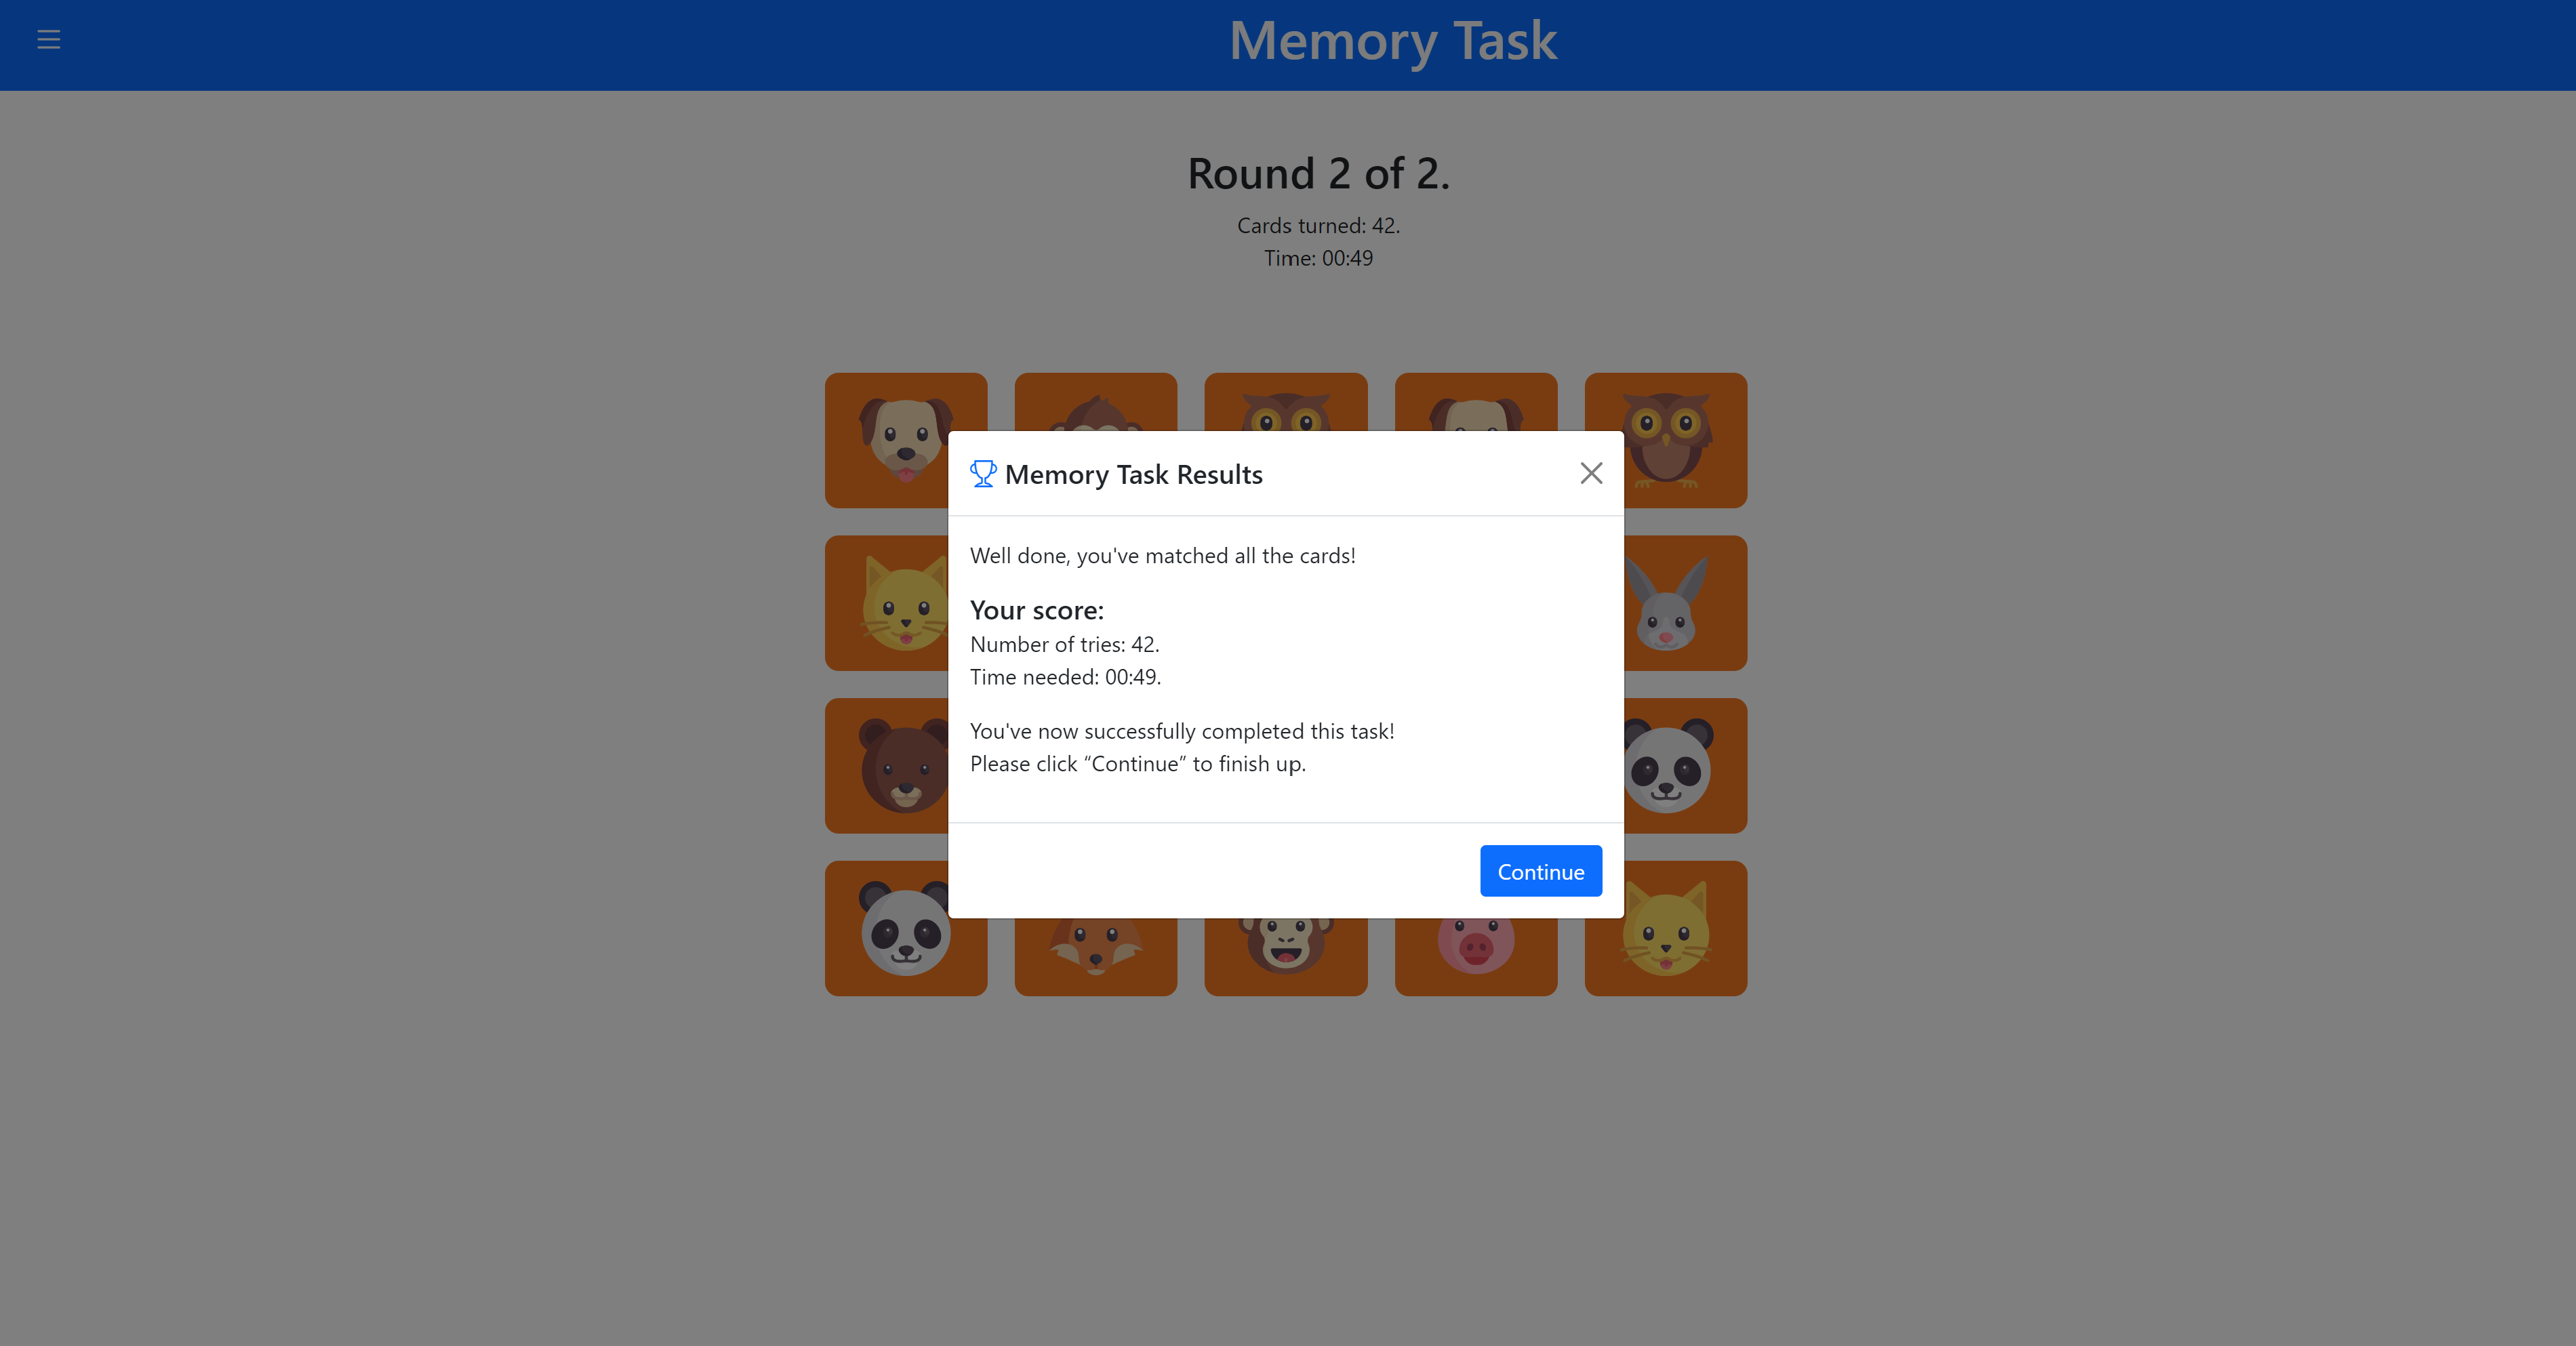 Memory Task
Round 2 of 2.
Cards turned: 42.
Time: 00:49
Memory Task Results
Well done, you've matched all the cards!
Your score:
Number of tries: 42.
Time needed: 00:49.
You've now successfully completed this task!
Please click “Continue” to finish up.
Continue